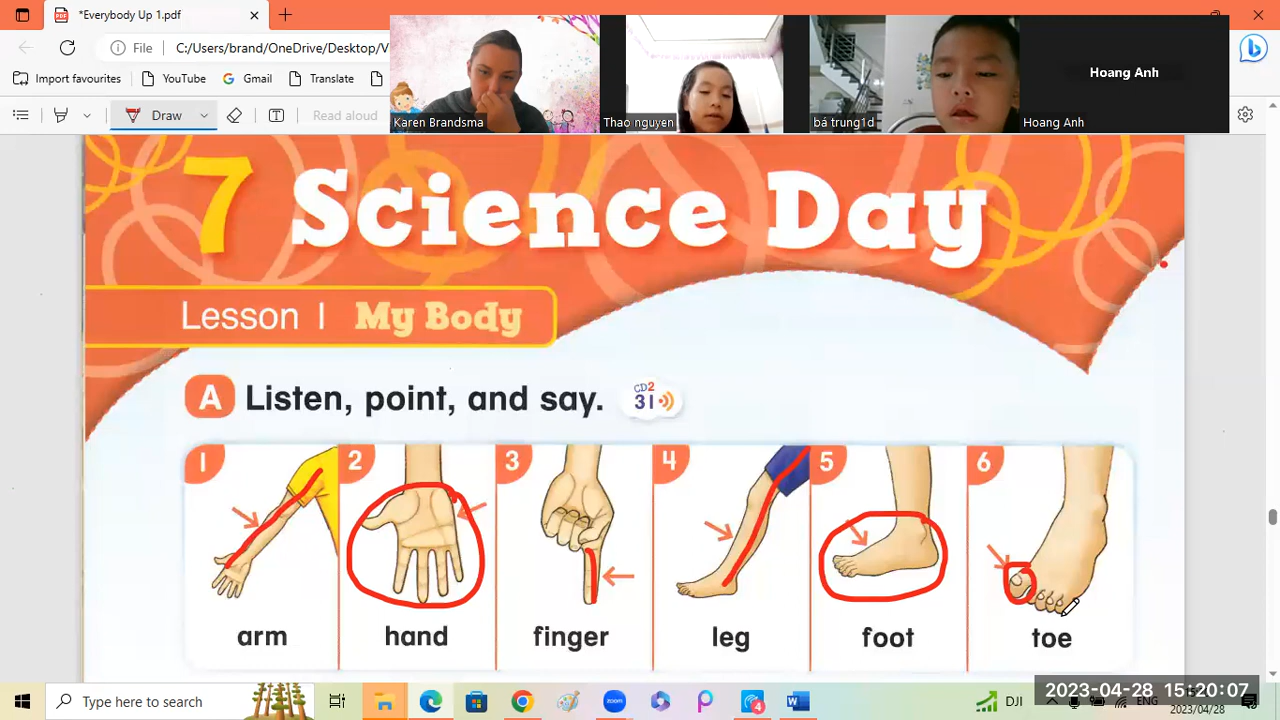 *Everybody Up 1.pdf
File
C:/Users/brand/OneDrive/Desktop/V
Import favourites
YouTube
Gmail
Translate
Draw
Read aloud
Karen Brandsma
Thao nguyen
bá trung1d
Hoang Anh
Hoang Anh
7 Science Day
Lesson 1 My Body
A Listen, point, and say. CD2 31
1 2 3 4 5 6
arm hand finger leg foot toe
Type here to search
4
DJI
ENG
2023-04-28 15:20:07
2023/04/28